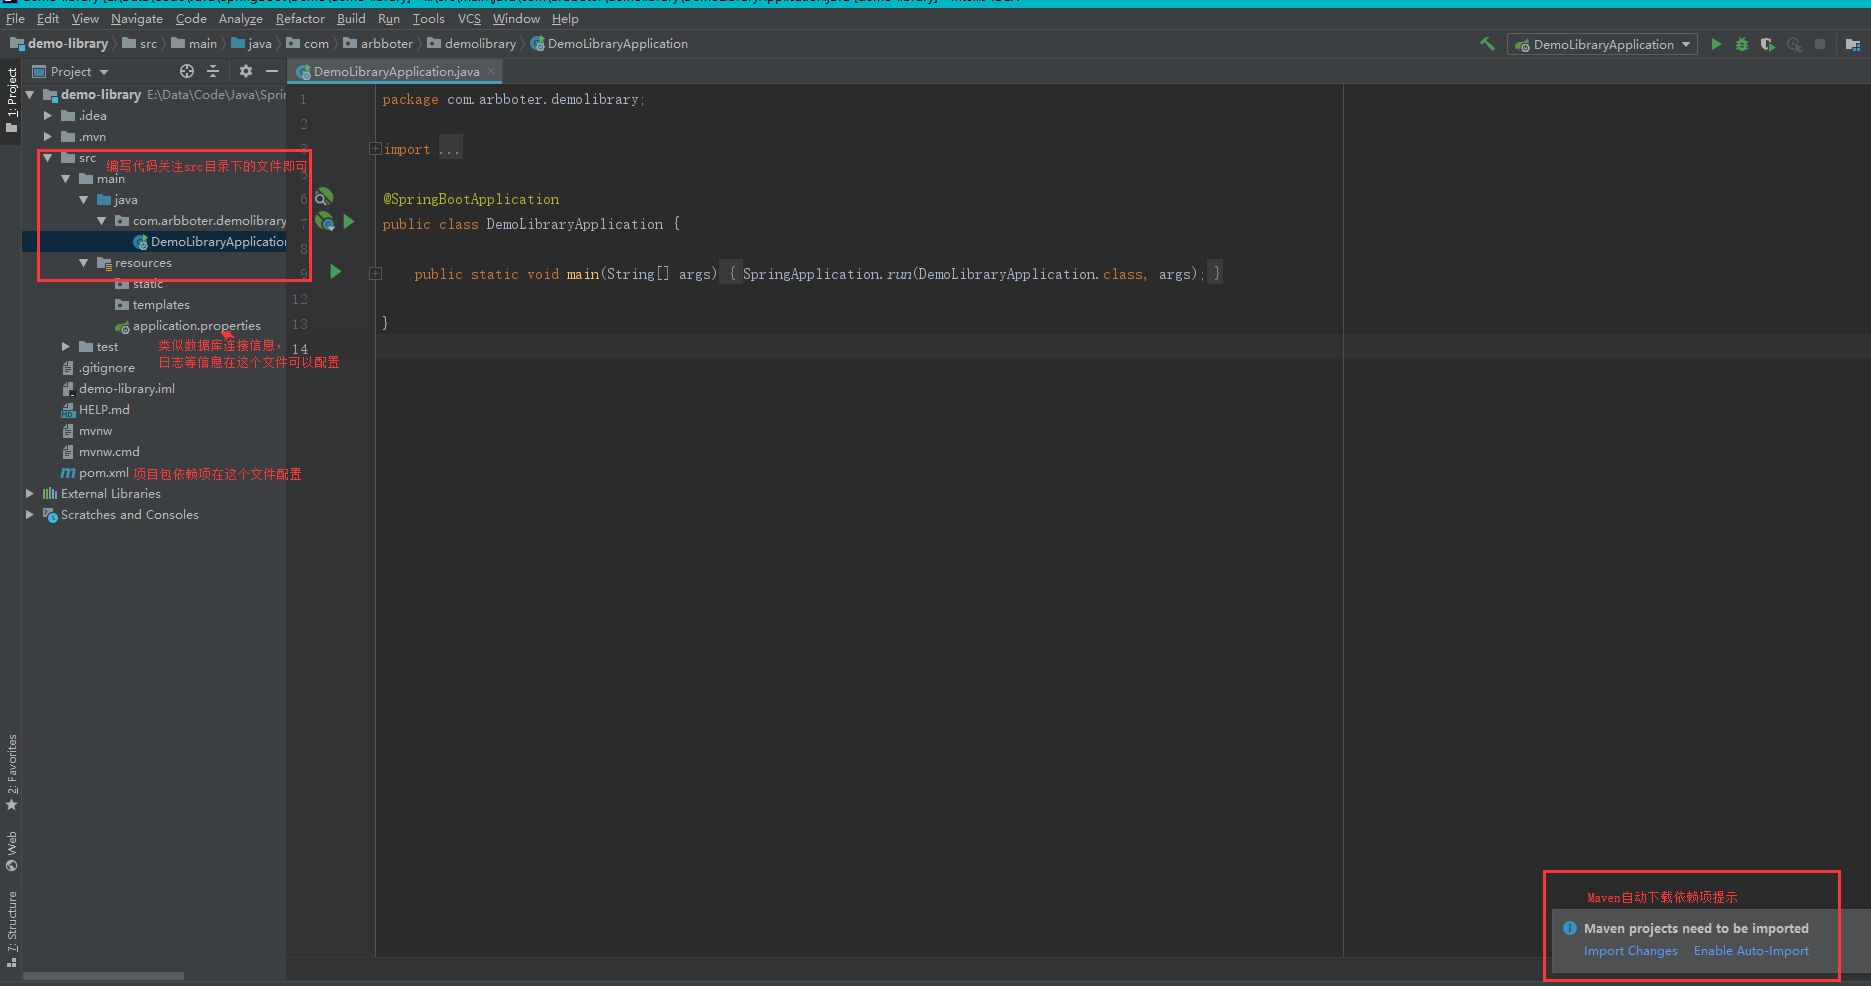 File Edit View Navigate Code Analyze Refactor Build Run Tools VCS Window Help
demo-library src main java com arbboter demolibrary DemoLibraryApplication
DemoLibraryApplication
1: Project
Project
DemoLibraryApplication.java
demo-library E:\Data\Code\Java\Spri
.idea
.mvn
src
编写代码关注src目录下的文件即可
main
java
com.arbboter.demolibrary
DemoLibraryApplication
resources
static
templates
application.properties
类似数据库连接信息，
日志等信息在这个文件可以配置
test
.gitignore
demo-library.iml
HELP.md
mvnw
mvnw.cmd
pom.xml 项目包依赖项在这个文件配置
External Libraries
Scratches and Consoles
2: Favorites
Web
7: Structure
1 package com.arbboter.demolibrary;
2
3 import ...
5
6 @SpringBootApplication
7 public class DemoLibraryApplication {
8
9 public static void main(String[] args) { SpringApplication.run(DemoLibraryApplication.class, args); }
12
13 }
14
Maven自动下载依赖项提示
Maven projects need to be imported
Import Changes Enable Auto-Import